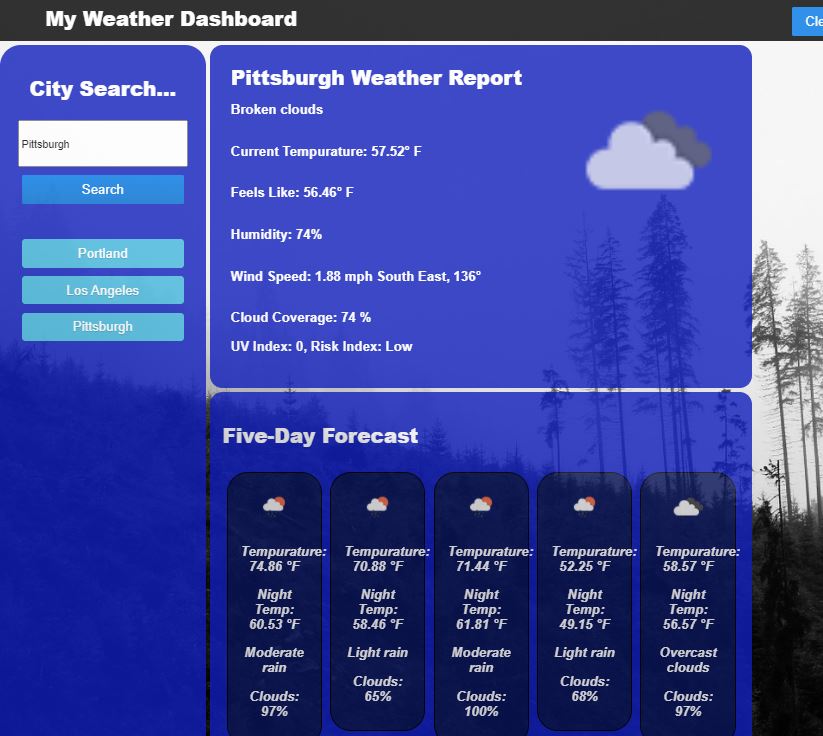 My Weather Dashboard
Cle
City Search...
Pittsburgh
Search
Portland
Los Angeles
Pittsburgh
Pittsburgh Weather Report
Broken clouds
Current Tempurature: 57.52° F
Feels Like: 56.46° F
Humidity: 74%
Wind Speed: 1.88 mph South East, 136°
Cloud Coverage: 74 %
UV Index: 0, Risk Index: Low
Five-Day Forecast
Tempurature:
74.86 °F
Night
Temp:
60.53 °F
Moderate
rain
Clouds:
97%
Tempurature:
70.88 °F
Night
Temp:
58.46 °F
Light rain
Clouds:
65%
Tempurature:
71.44 °F
Night
Temp:
61.81 °F
Moderate
rain
Clouds:
100%
Tempurature:
52.25 °F
Night
Temp:
49.15 °F
Light rain
Clouds:
68%
Tempurature:
58.57 °F
Night
Temp:
56.57 °F
Overcast
clouds
Clouds:
97%